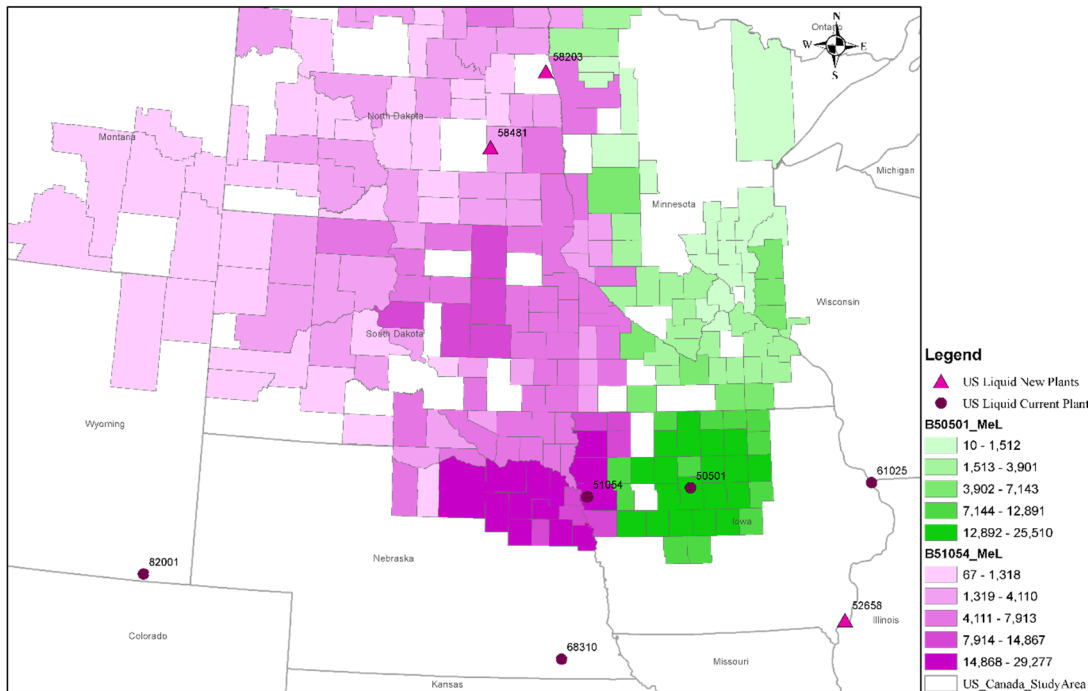 Ontario
N
W E
S
58203
North Dakota
58481
Montana
Michigan
Minnesota
Wisconsin
South Dakota
Wyoming
61025
50501
51054
Iowa
Nebraska
82001
52658
Illinois
Colorado
68310
Missouri
Kansas
Legend
US Liquid New Plants
US Liquid Current Plant
B50501_MeL
10 - 1,512
1,513 - 3,901
3,902 - 7,143
7,144 - 12,891
12,892 - 25,510
B51054_MeL
67 - 1,318
1,319 - 4,110
4,111 - 7,913
7,914 - 14,867
14,868 - 29,277
US_Canada_StudyArea